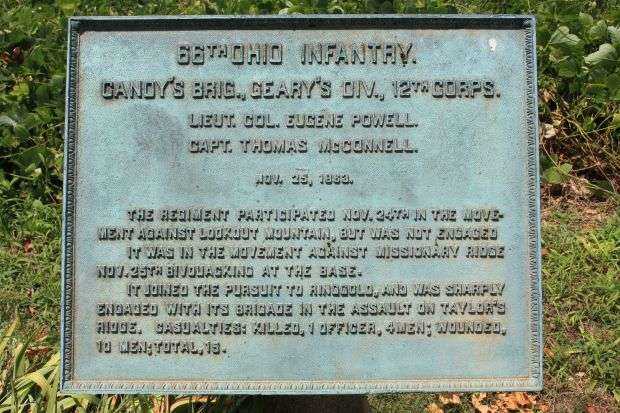 66TH OHIO INFANTRY.
CANDY'S BRIG., GEARY'S DIV., 12TH CORPS.
LIEUT. COL. EUGENE POWELL.
CAPT. THOMAS McCONNELL.
NOV. 25, 1863.
THE REGIMENT PARTICIPATED NOV. 24TH IN THE MOVE-
MENT AGAINST LOOKOUT MOUNTAIN, BUT WAS NOT ENGAGED
IT WAS IN THE MOVEMENT AGAINST MISSIONARY RIDGE
NOV. 25TH BIVOUACKING AT THE BASE.
IT JOINED THE PURSUIT TO RINGGOLD, AND WAS SHARPLY
ENGAGED WITH ITS BRIGADE IN THE ASSAULT ON TAYLOR'S
RIDGE. CASUALTIES: KILLED, 1 OFFICER, 4 MEN; WOUNDED,
10 MEN; TOTAL, 15.